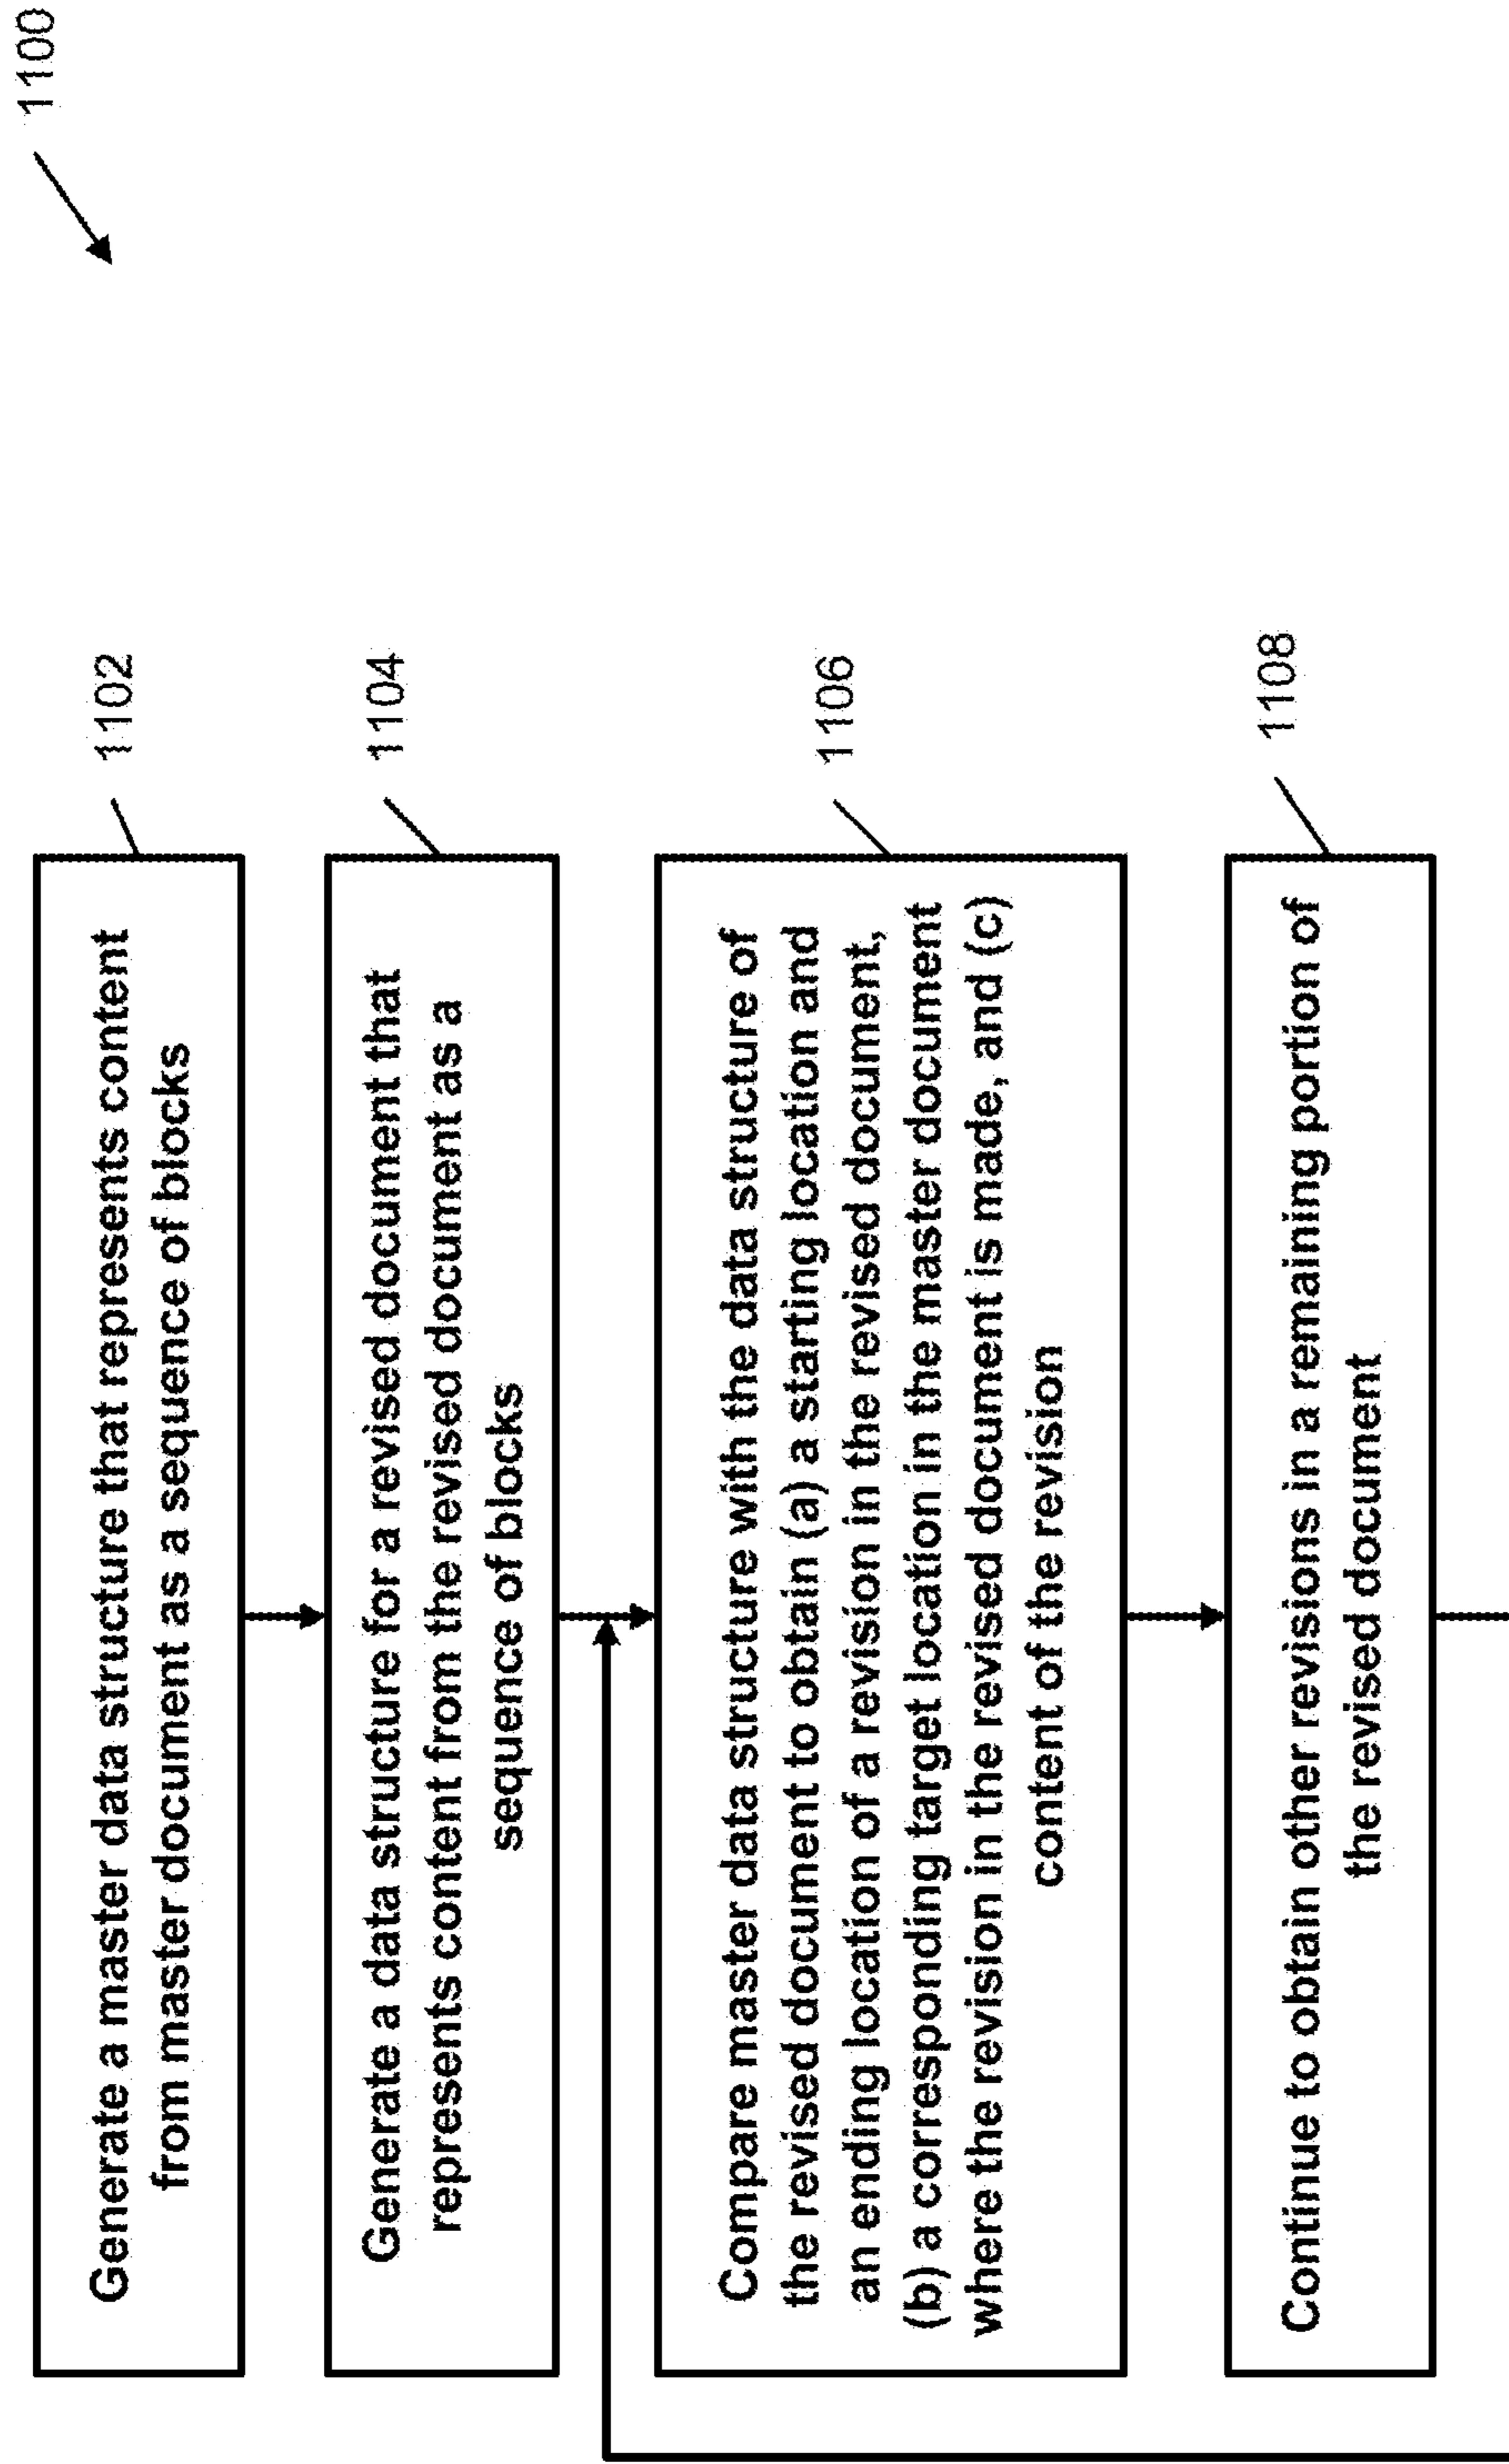 1100
Generate a master data structure that represents content
from master document as a sequence of blocks
1102
Generate a data structure for a revised document that
represents content from the revised document as a
sequence of blocks
1104
Compare master data structure with the data structure of
the revised document to obtain (a) a starting location and
an ending location of a revision in the revised document,
(b) a corresponding target location in the master document
where the revision in the revised document is made, and (c)
content of the revision
1106
Continue to obtain other revisions in a remaining portion of
the revised document
1108